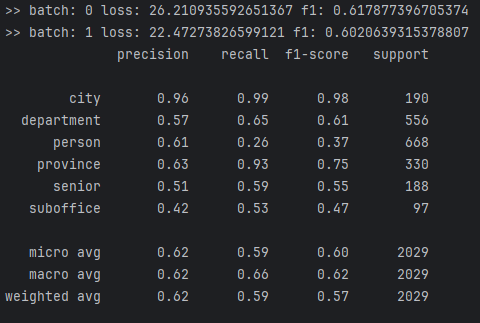 >> batch: 0 loss: 26.210935592651367 f1: 0.617877396705374
>> batch: 1 loss: 22.47273826599121 f1: 0.6020639315378807
precision recall f1-score support
city 0.96 0.99 0.98 190
department 0.57 0.65 0.61 556
person 0.61 0.26 0.37 668
province 0.63 0.93 0.75 330
senior 0.51 0.59 0.55 188
suboffice 0.42 0.53 0.47 97
micro avg 0.62 0.59 0.60 2029
macro avg 0.62 0.66 0.62 2029
weighted avg 0.62 0.59 0.57 2029